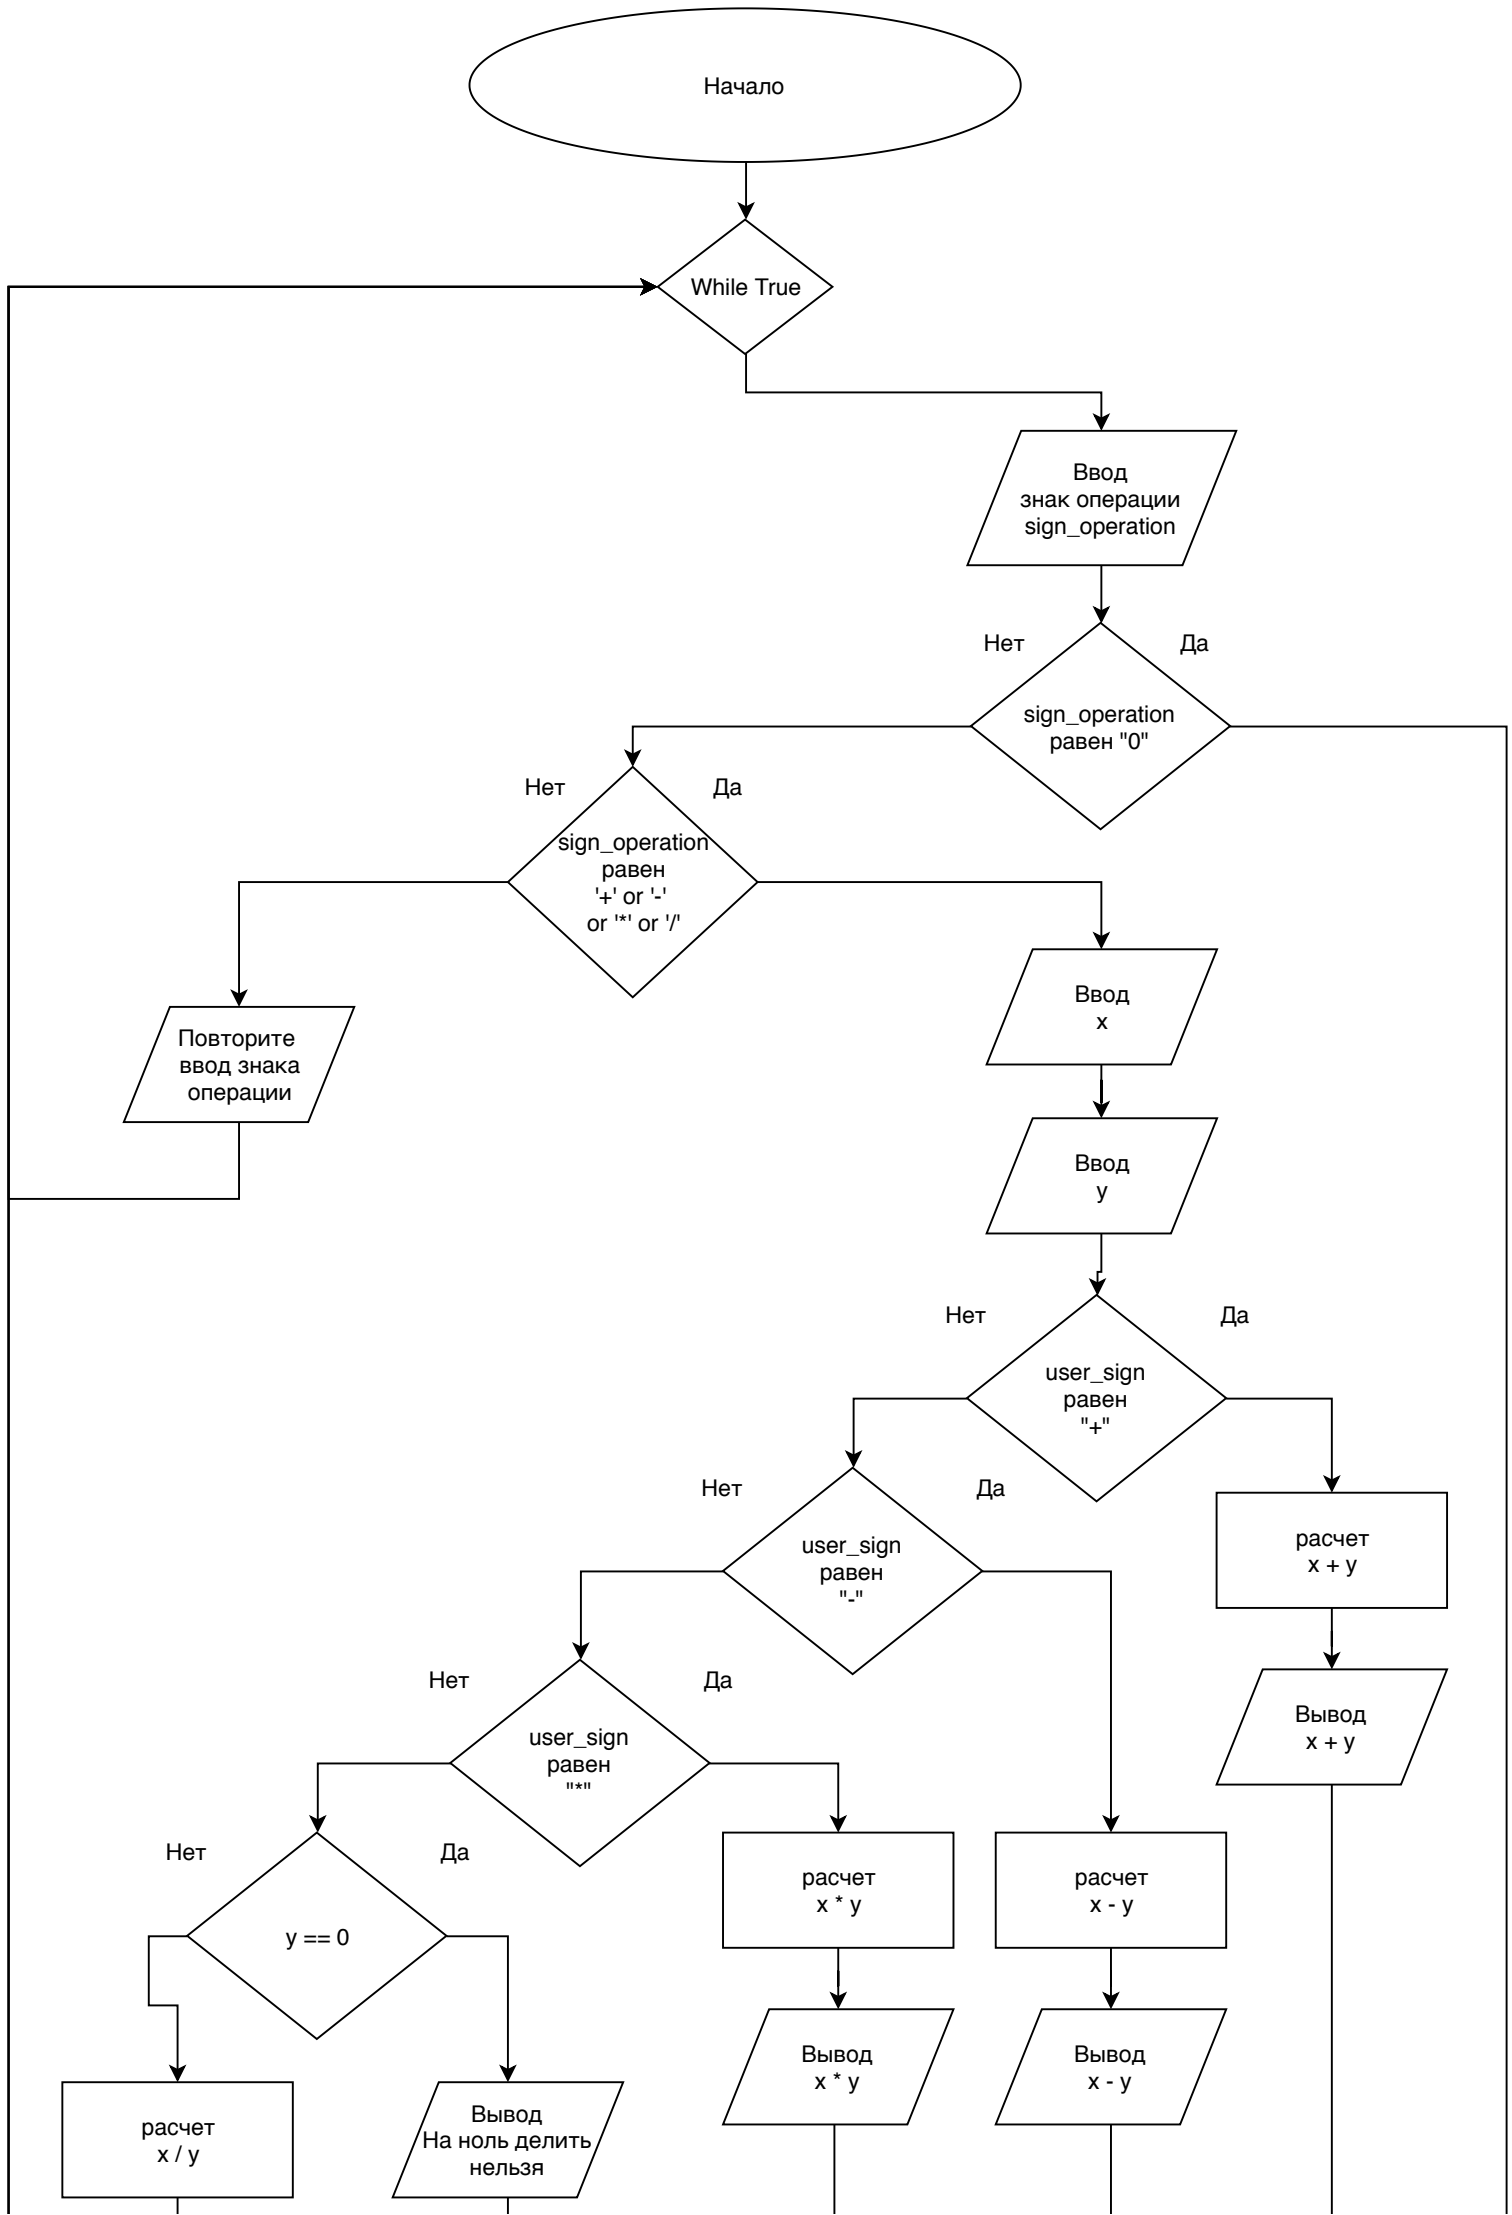 Начало
While True
Ввод
знак операции
sign_operation
Нет
Да
sign_operation
равен "0"
Нет
Да
sign_operation
равен
'+' or '-'
or '*' or '/'
Повторите
ввод знака
операции
Ввод
x
Ввод
y
Нет
Да
user_sign
равен
"+"
Нет
Да
user_sign
равен
"-"
расчет
x + y
Нет
Да
user_sign
равен
"*"
Вывод
x + y
Нет
Да
y == 0
расчет
x * y
расчет
x - y
Вывод
x * y
Вывод
x - y
расчет
x / y
Вывод
На ноль делить
нельзя